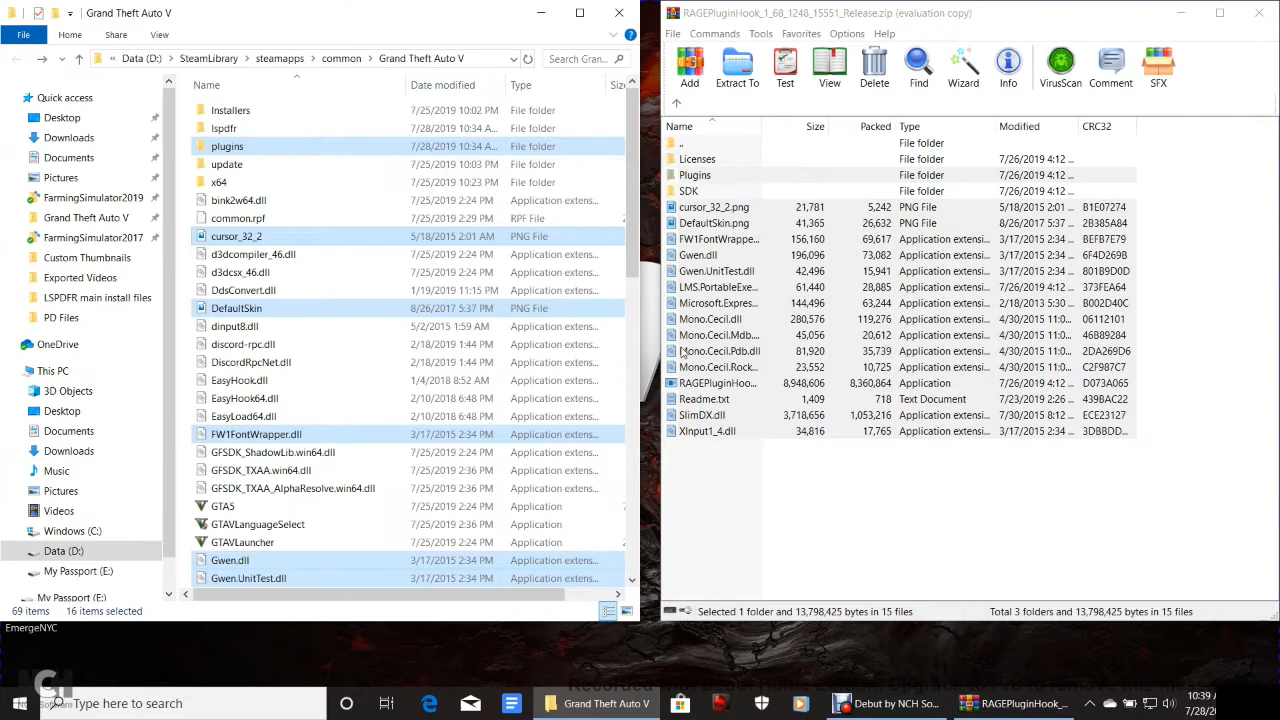 Grand Theft Auto V
File Home Share View
Data (D:) SteamLibrary steamapps common Grand Theft Auto V
Search Gran...
Name Date modified Type Siz
Quick access
Desktop
Downloads
Documents
Pictures
FarmingSimulator2019
Grand Theft Auto V
FarmingSimulator2017
Custom Thumbnails
Exported Videos
LSPDFR main install files
PD Files
OneDrive
This PC
3D Objects
Desktop
Documents
Downloads
Music
Pictures
Videos
Windows (C:)
Data (D:)
My Passport (E:)
My Passport (E:)
Installers 7/25/2019 10:02 PM File folder
lspdfr 7/28/2019 10:34 A... File folder
plugins 7/28/2019 10:34 A... File folder
update 7/25/2019 10:03 PM File folder
x64 7/25/2019 10:23 PM File folder
bink2w64.dll 7/25/2019 2:24 PM Application extens...
common.rpf 7/25/2019 2:29 PM RPF File
cursor_32_2 5/18/2015 2:01 AM PNG File
d3dcompiler_46.dll 7/25/2019 2:24 PM Application extens...
d3dcsx_46.dll 7/25/2019 2:24 PM Application extens...
DdsConvert.dll 1/19/2019 11:15 PM Application extens...
DefaultSkin 8/26/2017 5:37 PM PNG File
dinput8.dll 5/2/2015 1:59 AM Application extens...
discord-rpc.dll 2/18/2019 1:44 PM Application extens...
DiscordRpcNet.dll 2/18/2019 1:44 PM Application extens...
EasyHook.dll 1/4/2018 8:52 AM Application extens...
EasyHook64.dll 2/10/2018 6:48 PM Application extens...
EasyLoad64.dll 2/10/2018 6:48 PM Application extens...
FW1FontWrapper.dll 3/17/2015 2:34 PM Application extens...
GFSDK_ShadowLib.win64.dll 7/25/2019 2:24 PM Application extens...
GFSDK_TXAA.win64.dll 7/25/2019 2:36 PM Application extens...
GFSDK_TXAA_AlphaResolve.win64.dll 7/25/2019 2:36 PM Application extens...
GTA5 7/25/2019 2:24 PM Application
GTAVLanguageSelect 7/25/2019 2:24 PM Application
GTAVLauncher 7/25/2019 2:24 PM Application
Gwen.dll 3/17/2015 2:34 PM Application extens...
Gwen.UnitTest.dll 3/17/2015 2:34 PM Application extens...
69 items 16 items selected
RAGEPluginHook_1_68_1248_15551_Release.zip (evaluation copy)
File Commands Tools Favorites Options Help
Add Extract To Test View Delete Find Wizard Info VirusScan Comment SFX
Name Size Packed Type Modified CRC32
.. File folder
Licenses File folder 7/26/2019 4:12 ...
Plugins File folder 7/26/2019 4:12 ...
SDK File folder 7/26/2019 4:12 ...
cursor_32_2.png 21,781 5,242 PNG File 5/18/2015 2:01 ... B1ED7274
DefaultSkin.png 41,365 26,632 PNG File 8/26/2017 5:37 ... 2DB35A84
FW1FontWrappe... 156,160 69,617 Application extensi... 3/17/2015 2:34 ... BEFB7E79
Gwen.dll 196,096 73,082 Application extensi... 3/17/2015 2:34 ... 6F4D269B
Gwen.UnitTest.dll 42,496 15,941 Application extensi... 3/17/2015 2:34 ... 801B9D0D
LMS.PortableExe... 61,440 28,885 Application extensi... 3/17/2015 2:34 ... 373FEA64
Microsoft.Expres... 144,496 63,244 Application extensi... 2/18/2013 5:30 ... B002D40C
Mono.Cecil.dll 280,576 119,276 Application extensi... 4/30/2015 11:0... 06112101
Mono.Cecil.Mdb... 45,056 20,612 Application extensi... 4/30/2015 11:0... 46B89284
Mono.Cecil.Pdb.dll 81,920 35,739 Application extensi... 4/30/2015 11:0... 2DA269D6
Mono.Cecil.Rock... 23,552 10,725 Application extensi... 4/30/2015 11:0... C2F987C7
RAGEPluginHoo... 8,948,606 8,360,864 Application 7/26/2019 4:12 ... D073A065
Readme.txt 1,409 718 Text Document 7/23/2019 2:26 ... 439BAC22
SlimDX.dll 3,718,656 1,053,216 Application extensi... 7/30/2015 8:12 ... ECE23127
XInput1_4.dll 34,816 17,765 Application extensi... 3/17/2015 2:34 ... 3DBBDD...
Selected 1 folder and 13,798,425 bytes in 15 files Total 3 folders and 13,798,425 bytes in 15 files
EmergeNYC
NCH Software
Type here to search
Grand Theft Auto V
Debut by NCH So...
RAGEPluginHook_...
10:39
7/28/20